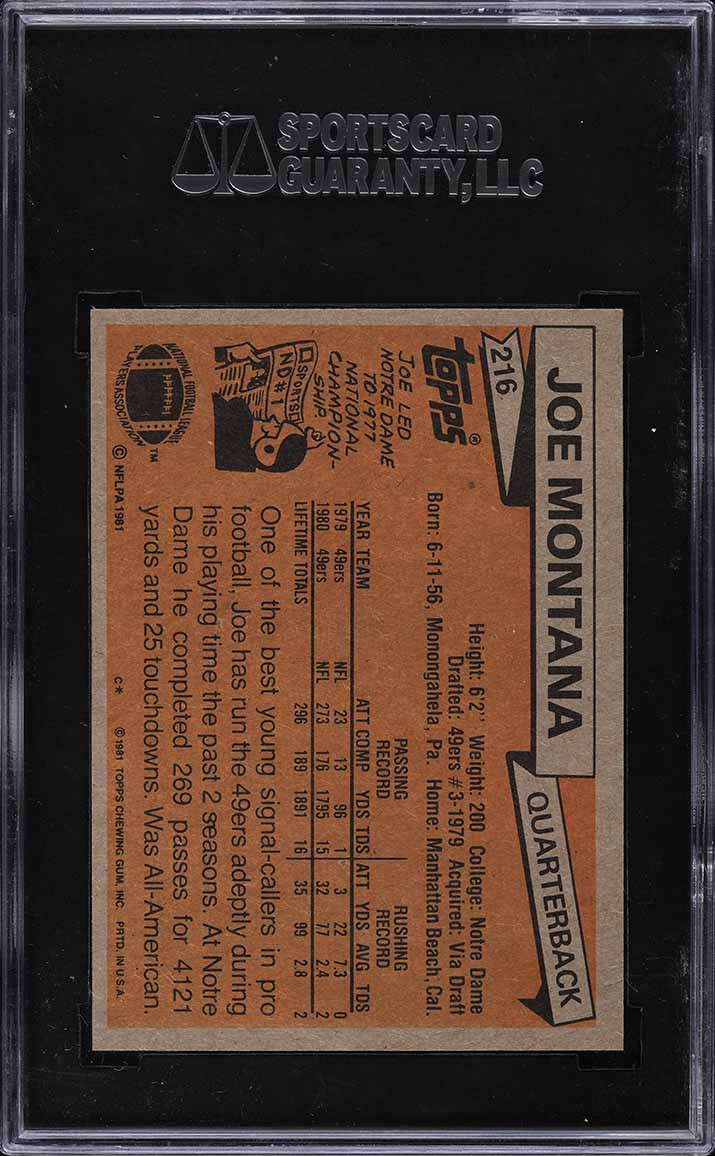 SPORTSCARD
GUARANTY, LLC
216
JOE MONTANA
QUARTERBACK
TOPPS®
Height: 6'2'' Weight: 200 College: Notre Dame
Drafted: 49ers #3-1979 Acquired: Via Draft
Born: 6-11-56, Monongahela, Pa. Home: Manhattan Beach, Cal.
JOE LED
NOTRE DAME
TO 1977
NATIONAL
CHAMPION-
SHIP.
SPORTS!
ND #1
PASSING RECORD RUSHING RECORD
YEAR TEAM ATT COMP YDS TDS ATT YDS AVG TDS
1979 49ers NFL 23 13 96 1 3 22 7.3 0
1980 49ers NFL 273 176 1795 15 32 77 2.4 2
LIFETIME TOTALS 296 189 1891 16 35 99 2.8 2
One of the best young signal-callers in pro
football, Joe has run the 49ers adeptly during
his playing time the past 2 seasons. At Notre
Dame he completed 269 passes for 4121
yards and 25 touchdowns. Was All-American.
NATIONAL FOOTBALL LEAGUE
PLAYERS ASSOCIATION
TM
© NFLPA 1981
C* © 1981 TOPPS CHEWING GUM, INC. PRTD. IN U.S.A.